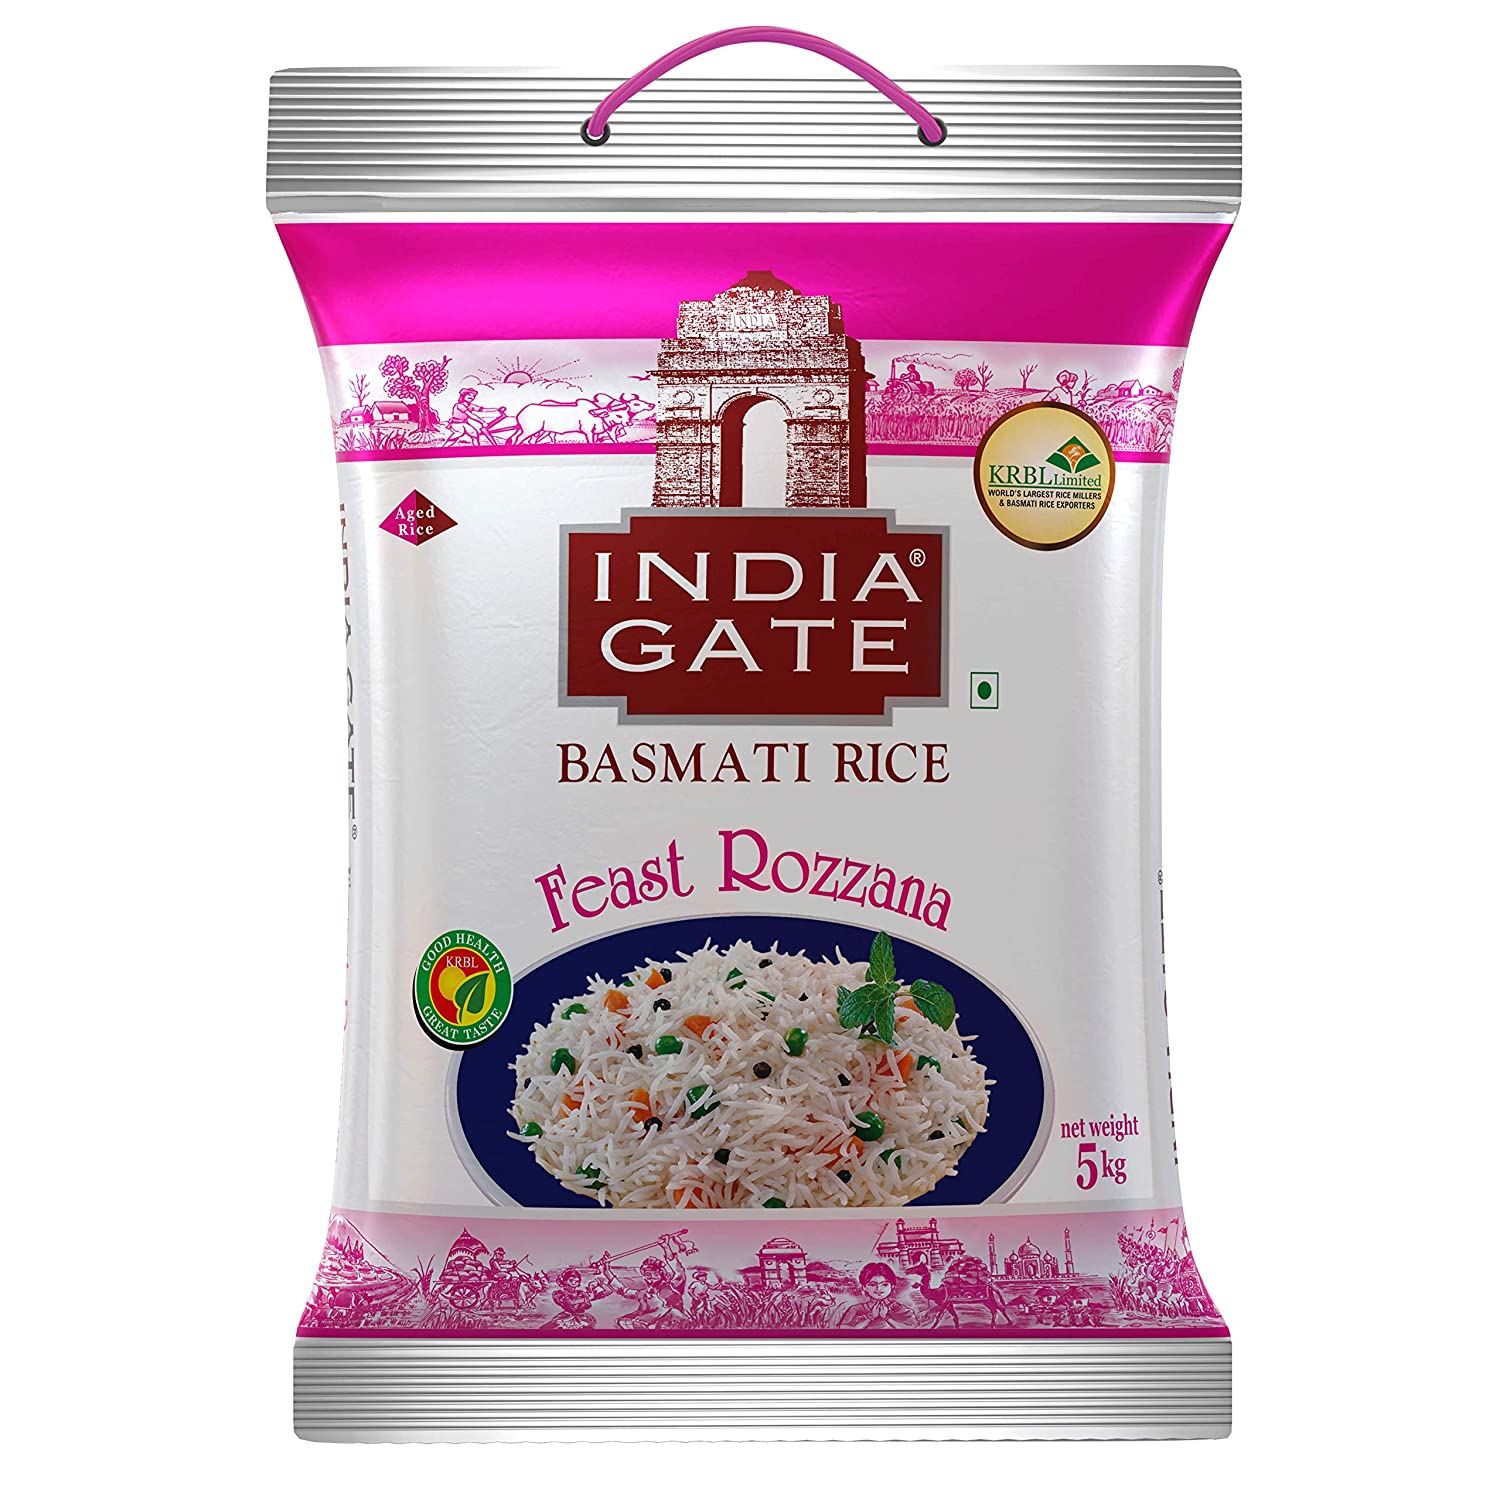 INDIA
KRBL Limited
WORLD'S LARGEST RICE MILLERS
& BASMATI RICE EXPORTERS
Aged
Rice
INDIA®
GATE
BASMATI RICE
Feast Rozzana
GOOD HEALTH
KRBL
GREAT TASTE
net weight
5kg
INDIA GATE®